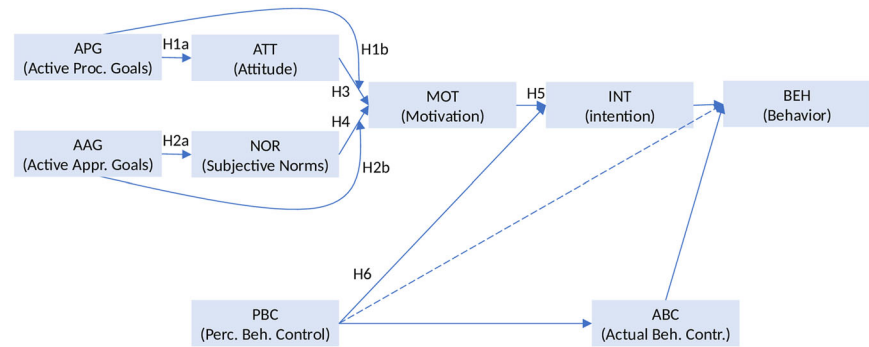 H1a
H1b
APG
(Active Proc. Goals)
ATT
(Attitude)
H3
MOT
(Motivation)
H5
INT
(intention)
BEH
(Behavior)
H4
H2a
AAG
(Active Appr. Goals)
NOR
(Subjective Norms)
H2b
H6
PBC
(Perc. Beh. Control)
ABC
(Actual Beh. Contr.)